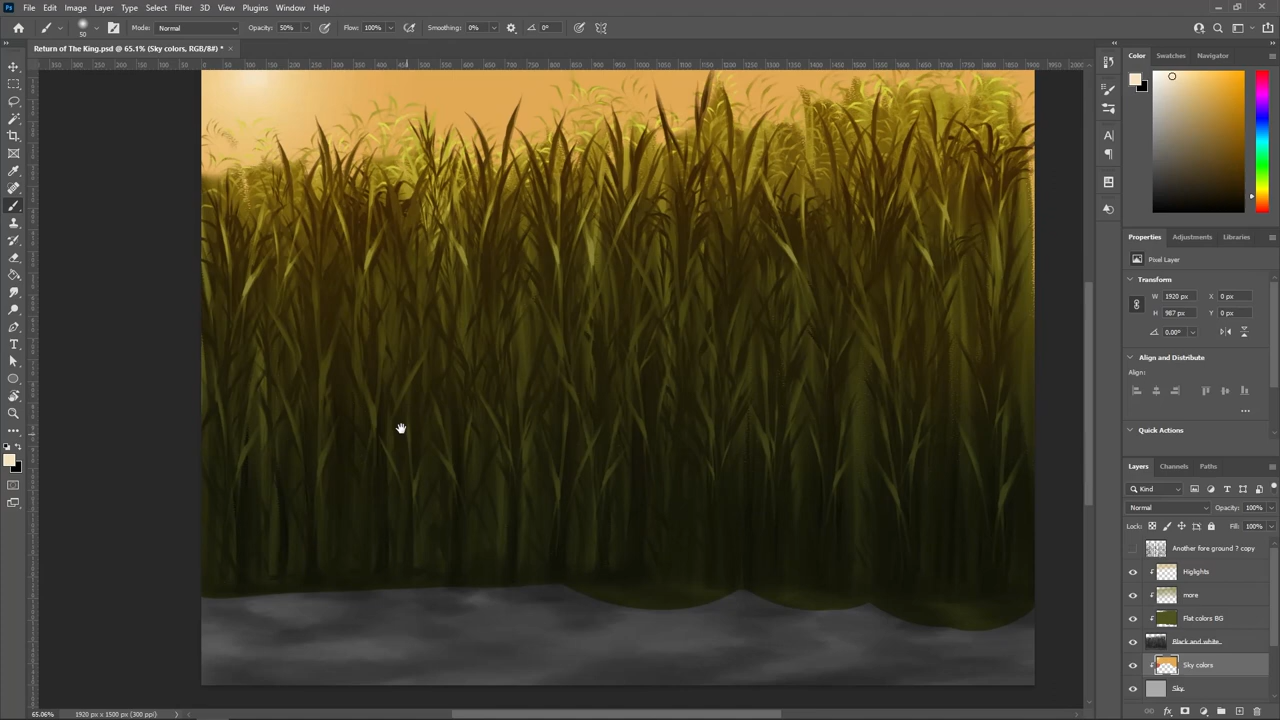 File Edit Image Layer Type Select Filter 3D View Plugins Window Help
50 Mode: Normal Opacity: 50% Flow: 100% Smoothing: 0% 0°
Return of The King.psd @ 65.1% (Sky colors, RGB/8#) * ×
Color Swatches Navigator
Properties Adjustments Libraries
Pixel Layer
Transform
W 1920 px X 0 px
H 987 px Y 0 px
0.00°
Align and Distribute
Align:
Quick Actions
Layers Channels Paths
Kind
Normal Opacity: 100%
Lock: Fill: 100%
Another fore ground ? copy
Higlights
more
Flat colors BG
Black and white
Sky colors
Sky
65.06% 1920 px x 1500 px (300 ppi)